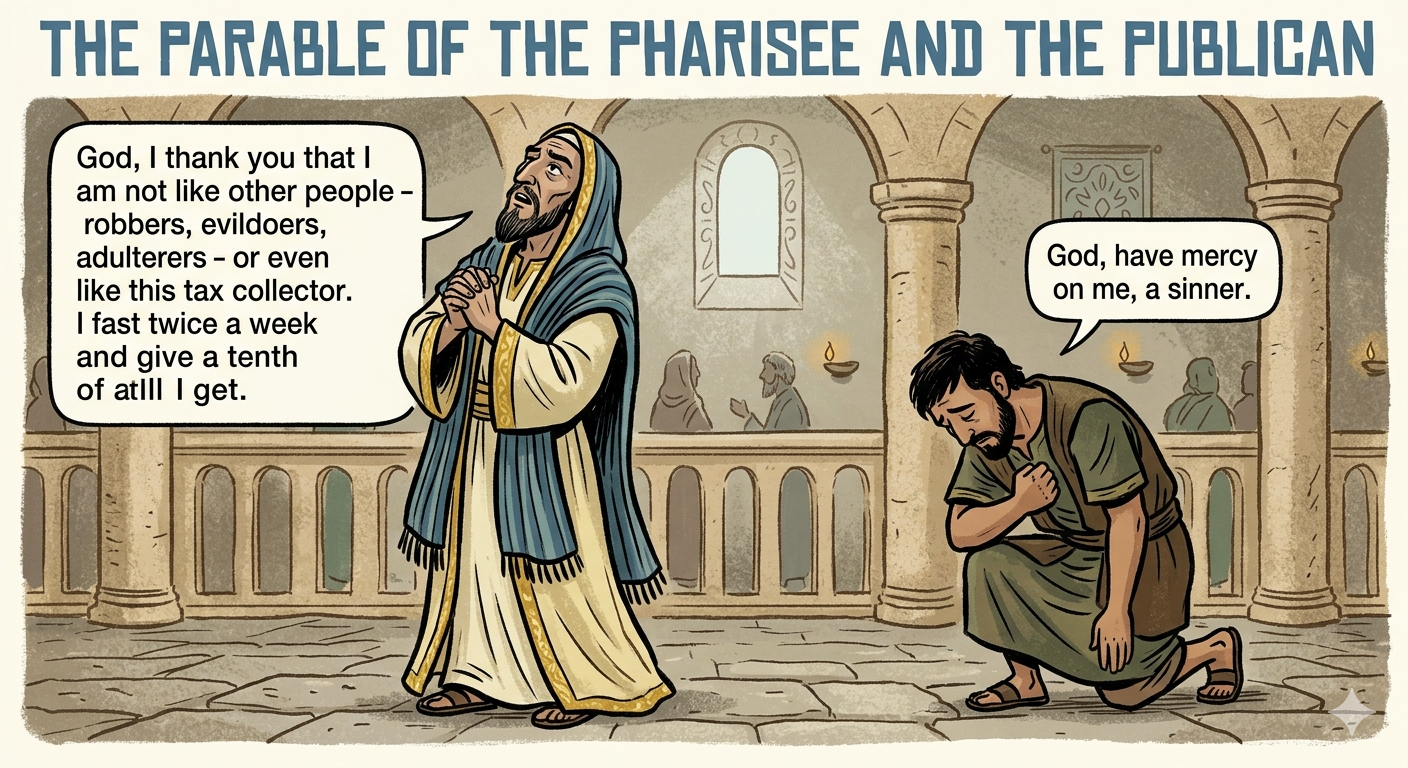 THE PARABLE OF THE PHARISEE AND THE PUBLICAN
God, I thank you that I
am not like other people –
robbers, evildoers,
adulterers – or even
like this tax collector.
I fast twice a week
and give a tenth
of atlll I get.
God, have mercy
on me, a sinner.